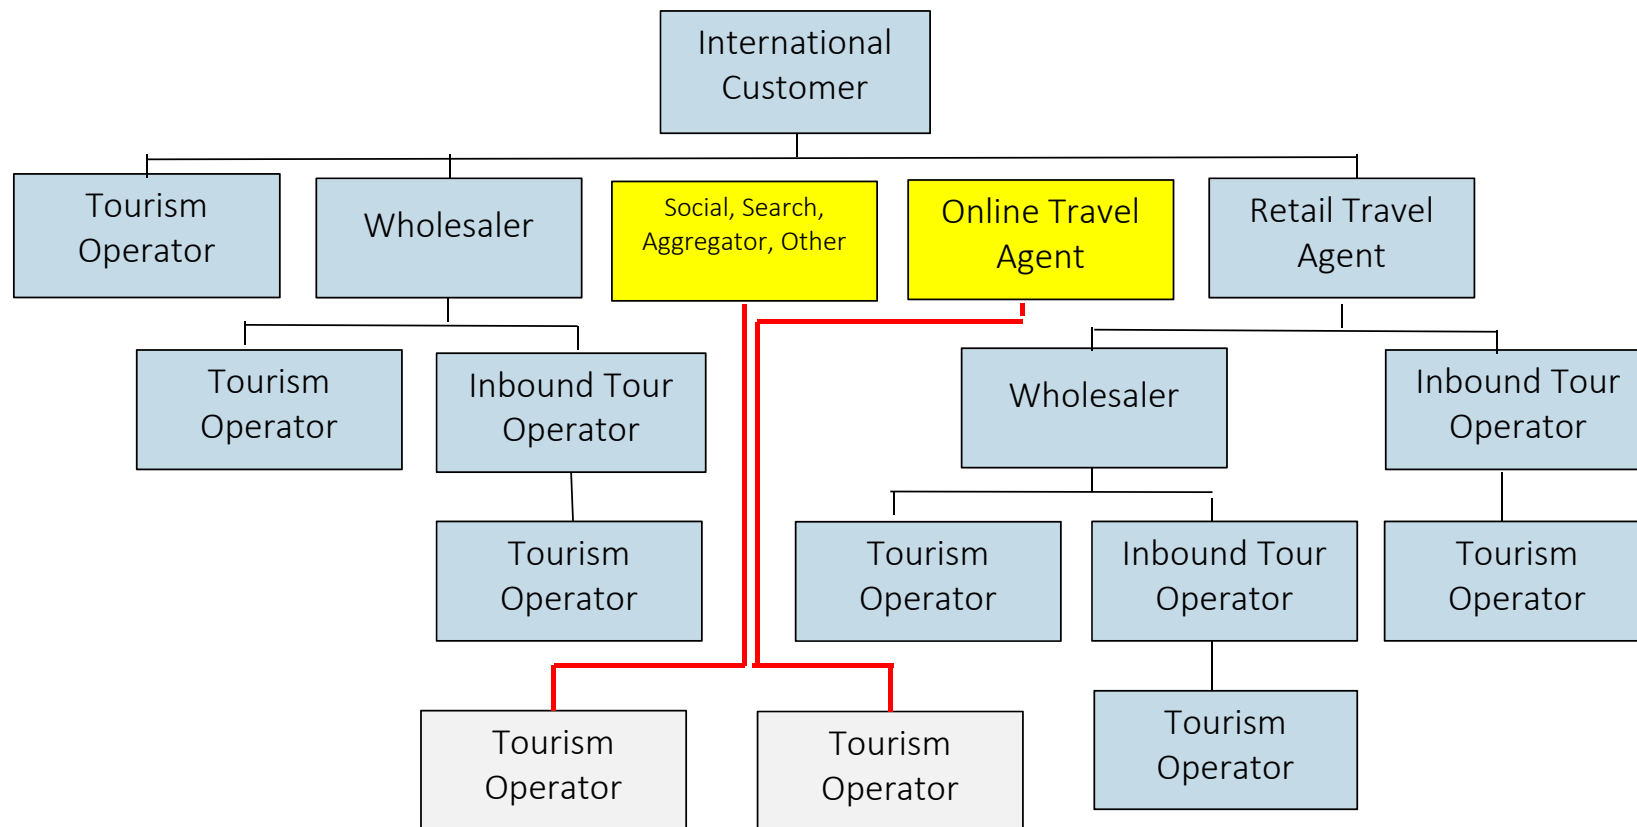 International
Customer
Tourism
Operator
Wholesaler
Social, Search,
Aggregator, Other
Online Travel
Agent
Retail Travel
Agent
Tourism
Operator
Inbound Tour
Operator
Wholesaler
Inbound Tour
Operator
Tourism
Operator
Tourism
Operator
Inbound Tour
Operator
Tourism
Operator
Tourism
Operator
Tourism
Operator
Tourism
Operator